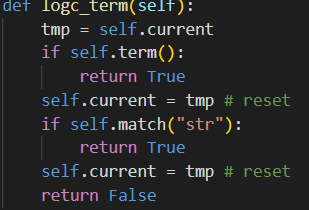 def logc_term(self):
    tmp = self.current
    if self.term():
        return True
    self.current = tmp # reset
    if self.match("str"):
        return True
    self.current = tmp # reset
    return False